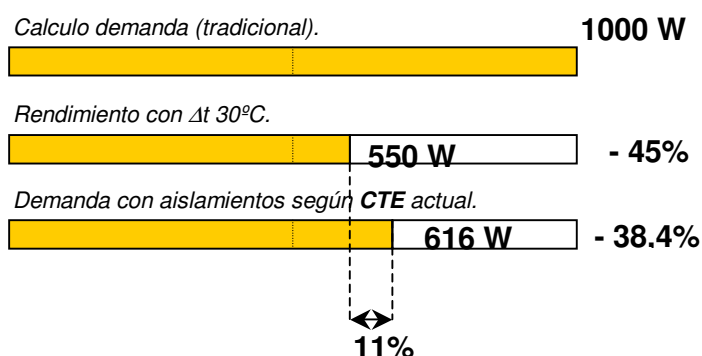 Calculo demanda (tradicional).
1000 W
Rendimiento con Δt 30ºC.
550 W
- 45%
Demanda con aislamientos según CTE actual.
616 W
- 38,4%
11%